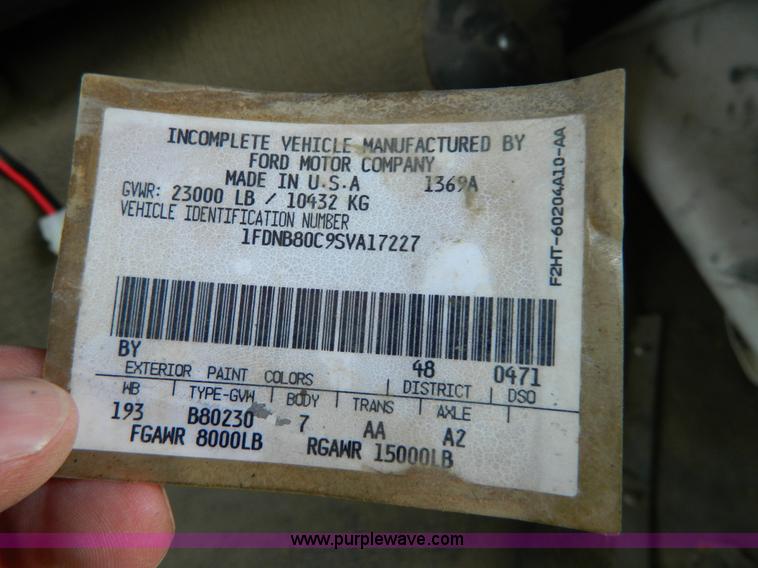 INCOMPLETE VEHICLE MANUFACTURED BY
FORD MOTOR COMPANY
MADE IN U.S.A 1369A
GVWR: 23000 LB / 10432 KG
VEHICLE IDENTIFICATION NUMBER
1FDNB80C9SVA17227
F2HT-60204A10-AA
BY 48 0471
EXTERIOR PAINT COLORS DISTRICT DSO
WB TYPE-GVW BODY TRANS AXLE
193 B80230 7 AA A2
FGAWR 8000LB RGAWR 15000LB
www.purplewave.com